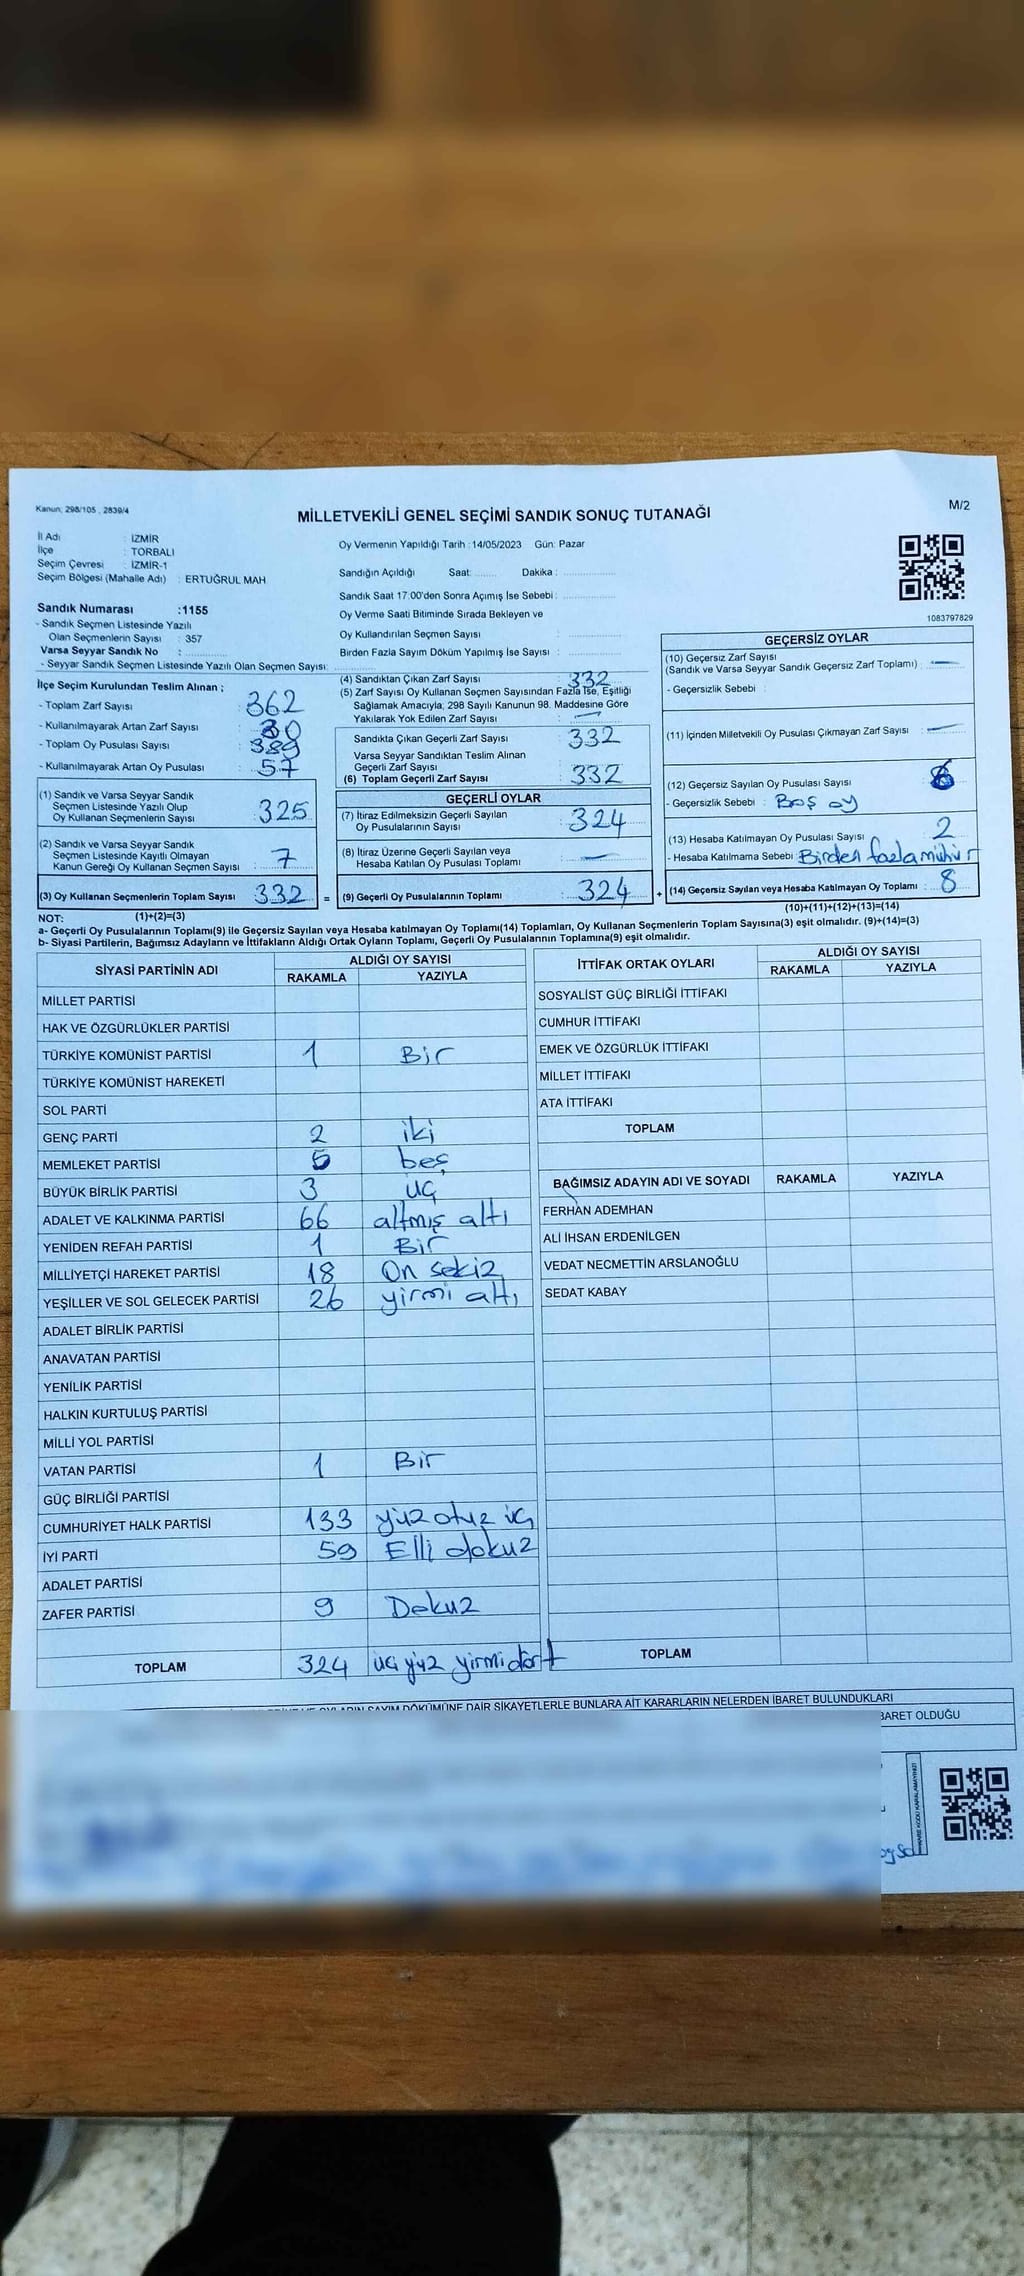 Kanun; 298/105 , 2839/4
MİLLETVEKİLİ GENEL SEÇİMİ SANDIK SONUÇ TUTANAĞI
M/2
İl Adı : İZMİR
İlçe : TORBALI
Seçim Çevresi : İZMİR-1
Seçim Bölgesi (Mahalle Adı) : ERTUĞRUL MAH
Oy Vermenin Yapıldığı Tarih :14/05/2023 Gün: Pazar
Sandığın Açıldığı Saat:........ Dakika : ....................
Sandık Saat 17:00'den Sonra Açımış İse Sebebi : ....................
Oy Verme Saati Bitiminde Sırada Bekleyen ve
Oy Kullandırılan Seçmen Sayısı : ....................
Birden Fazla Sayım Döküm Yapılmış İse Sayısı : ....................
1083797829
Sandık Numarası :1155
- Sandık Seçmen Listesinde Yazılı
Olan Seçmenlerin Sayısı : 357
Varsa Seyyar Sandık No : ....................
- Seyyar Sandık Seçmen Listesinde Yazılı Olan Seçmen Sayısı: ............
İlçe Seçim Kurulundan Teslim Alınan ;
- Toplam Zarf Sayısı : 362
- Kullanılmayarak Artan Zarf Sayısı : 30
- Toplam Oy Pusulası Sayısı : 389
- Kullanılmayarak Artan Oy Pusulası : 57
(4) Sandıktan Çıkan Zarf Sayısı : 332
(5) Zarf Sayısı Oy Kullanan Seçmen Sayısından Fazla İse, Eşitliği
Sağlamak Amacıyla; 298 Sayılı Kanunun 98. Maddesine Göre
Yakılarak Yok Edilen Zarf Sayısı : —
Sandıkta Çıkan Geçerli Zarf Sayısı : 332
Varsa Seyyar Sandıktan Teslim Alınan
Geçerli Zarf Sayısı
(6) Toplam Geçerli Zarf Sayısı : 332
GEÇERSİZ OYLAR
(10) Geçersiz Zarf Sayısı
(Sandık ve Varsa Seyyar Sandık Geçersiz Zarf Toplamı) : —
- Geçersizlik Sebebi :
(11) İçinden Milletvekili Oy Pusulası Çıkmayan Zarf Sayısı : —
(12) Geçersiz Sayılan Oy Pusulası Sayısı : 6
- Geçersizlik Sebebi : Boş oy
(13) Hesaba Katılmayan Oy Pusulası Sayısı : 2
- Hesaba Katılmama Sebebi : Birden fazla mühür
(14) Geçersiz Sayılan veya Hesaba Katılmayan Oy Toplamı : 8
(10)+(11)+(12)+(13)=(14)
(1) Sandık ve Varsa Seyyar Sandık
Seçmen Listesinde Yazılı Olup
Oy Kullanan Seçmenlerin Sayısı : 325
(2) Sandık ve Varsa Seyyar Sandık
Seçmen Listesinde Kayıtlı Olmayan
Kanun Gereği Oy Kullanan Seçmen Sayısı : 7
(3) Oy Kullanan Seçmenlerin Toplam Sayısı : 332 =
GEÇERLİ OYLAR
(7) İtiraz Edilmeksizin Geçerli Sayılan
Oy Pusulalarının Sayısı : 324
(8) İtiraz Üzerine Geçerli Sayılan veya
Hesaba Katılan Oy Pusulası Toplamı : —
(9) Geçerli Oy Pusulalarının Toplamı : 324 +
NOT: (1)+(2)=(3)
a- Geçerli Oy Pusulalarının Toplamı(9) ile Geçersiz Sayılan veya Hesaba katılmayan Oy Toplamı(14) Toplamları, Oy Kullanan Seçmenlerin Toplam Sayısına(3) eşit olmalıdır. (9)+(14)=(3)
b- Siyasi Partilerin, Bağımsız Adayların ve İttifakların Aldığı Ortak Oyların Toplamı, Geçerli Oy Pusulalarının Toplamına(9) eşit olmalıdır.
SİYASİ PARTİNİN ADI ALDIĞI OY SAYISI
RAKAMLA YAZIYLA
MİLLET PARTİSİ
HAK VE ÖZGÜRLÜKLER PARTİSİ
TÜRKİYE KOMÜNİST PARTİSİ 1 Bir
TÜRKİYE KOMÜNİST HAREKETİ
SOL PARTİ
GENÇ PARTİ 2 iki
MEMLEKET PARTİSİ 5 beş
BÜYÜK BİRLİK PARTİSİ 3 üç
ADALET VE KALKINMA PARTİSİ 66 altmış altı
YENİDEN REFAH PARTİSİ 1 Bir
MİLLİYETÇİ HAREKET PARTİSİ 18 On sekiz
YEŞİLLER VE SOL GELECEK PARTİSİ 26 yirmi altı
ADALET BİRLİK PARTİSİ
ANAVATAN PARTİSİ
YENİLİK PARTİSİ
HALKIN KURTULUŞ PARTİSİ
MİLLİ YOL PARTİSİ
VATAN PARTİSİ 1 Bir
GÜÇ BİRLİĞİ PARTİSİ
CUMHURİYET HALK PARTİSİ 133 yüz otuz üç
İYİ PARTİ 59 Elli dokuz
ADALET PARTİSİ
ZAFER PARTİSİ 9 Dokuz
TOPLAM 324 üç yüz yirmi dört
İTTİFAK ORTAK OYLARI ALDIĞI OY SAYISI
RAKAMLA YAZIYLA
SOSYALİST GÜÇ BİRLİĞİ İTTİFAKI
CUMHUR İTTİFAKI
EMEK VE ÖZGÜRLÜK İTTİFAKI
MİLLET İTTİFAKI
ATA İTTİFAKI
TOPLAM
BAĞIMSIZ ADAYIN ADI VE SOYADI RAKAMLA YAZIYLA
FERHAN ADEMHAN
ALİ İHSAN ERDENİLGEN
VEDAT NECMETTİN ARSLANOĞLU
SEDAT KABAY
TOPLAM
SAYIM DÖKÜMÜNE DAİR ŞİKAYETLERLE BUNLARA AİT KARARLARIN NELERDEN İBARET BULUNDUKLARI
BARET OLDUĞU